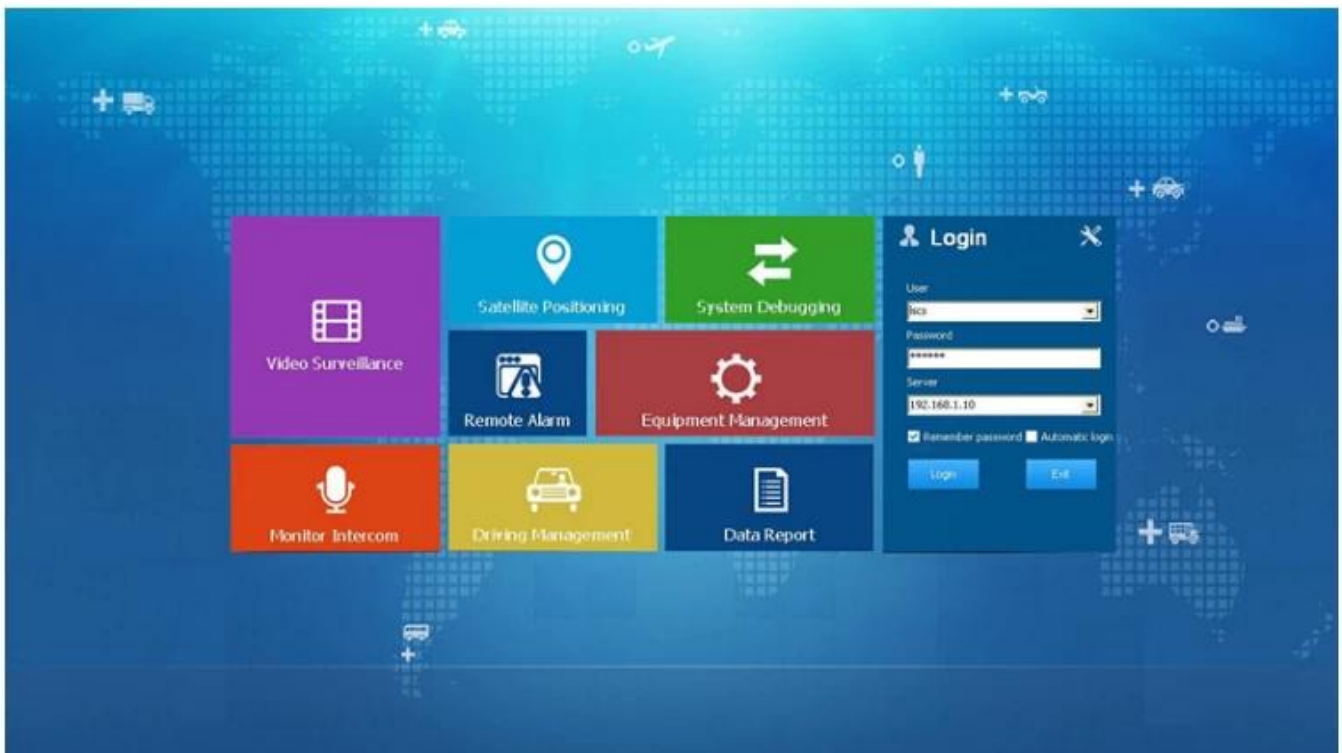 Login
User
Password
******
Server
192.168.1.10
Remember password Automatic login
Login Exit
Satellite Positioning
System Debugging
Video Surveillance
Remote Alarm
Equipment Management
Monitor Intercom
Driving Management
Data Report